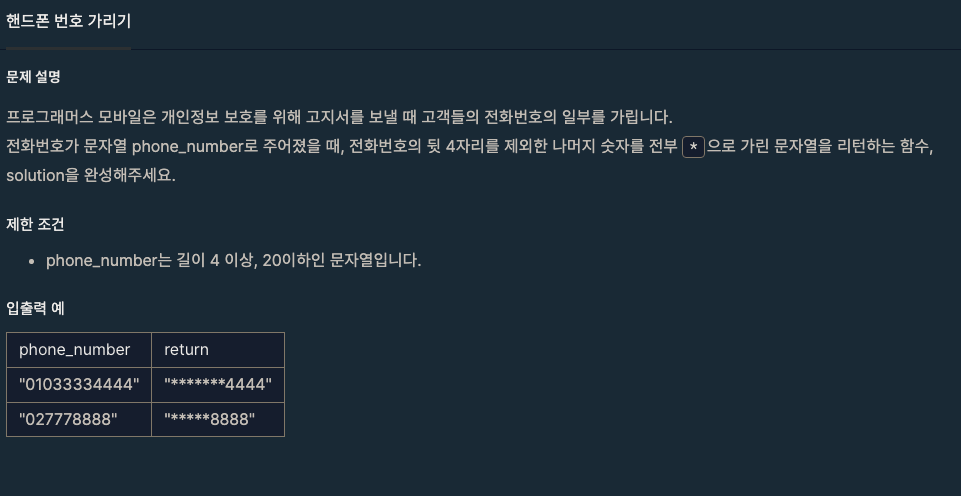 핸드폰 번호 가리기
문제 설명
프로그래머스 모바일은 개인정보 보호를 위해 고지서를 보낼 때 고객들의 전화번호의 일부를 가립니다.
전화번호가 문자열 phone_number로 주어졌을 때, 전화번호의 뒷 4자리를 제외한 나머지 숫자를 전부 * 으로 가린 문자열을 리턴하는 함수,
solution을 완성해주세요.
제한 조건
• phone_number는 길이 4 이상, 20이하인 문자열입니다.
입출력 예
phone_number return
"01033334444" "*******4444"
"027778888" "*****8888"